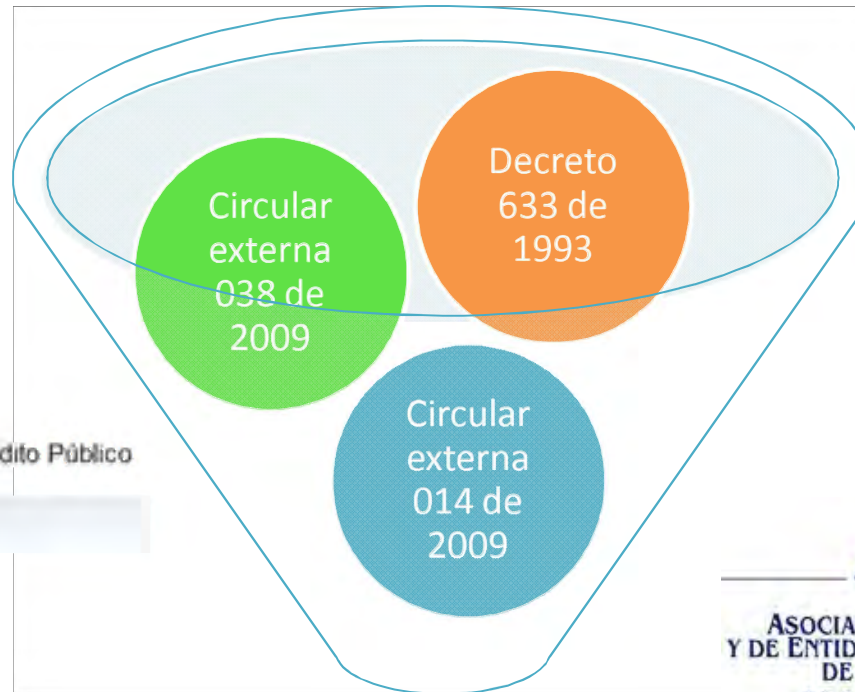 Decreto
633 de
1993
Circular
externa
038 de
2009
Circular
externa
014 de
2009
dito Público
ASOCIA
Y DE ENTID
DE